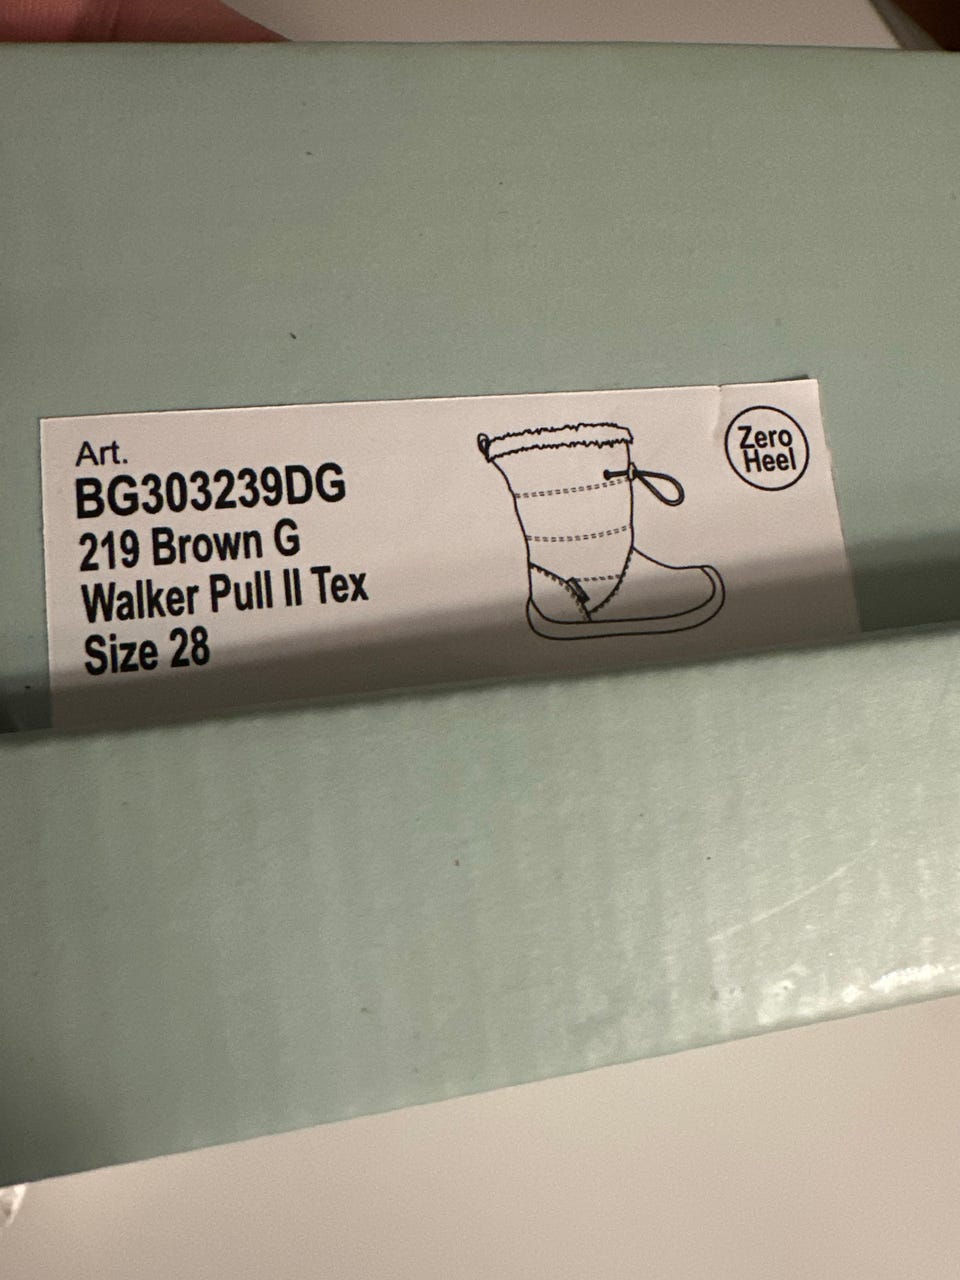 Art.
BG303239DG
219 Brown G
Walker Pull II Tex
Size 28
Zero
Heel